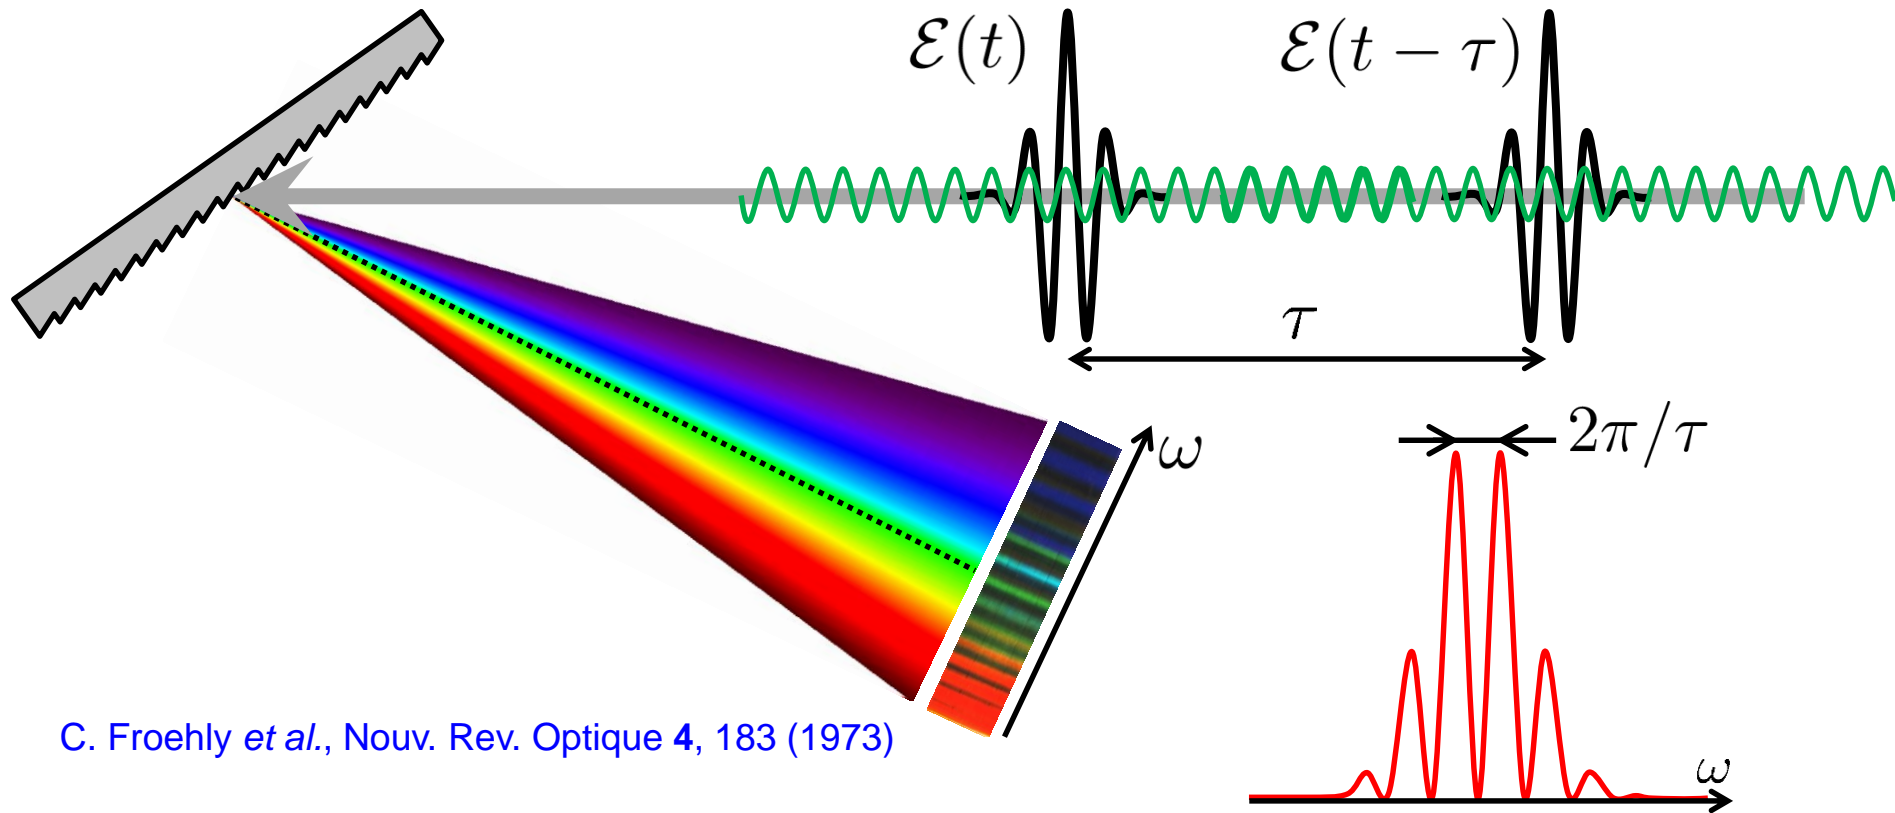 ℰ(t)
ℰ(t − τ)
τ
2π/τ
ω
C. Froehly et al., Nouv. Rev. Optique 4, 183 (1973)
ω